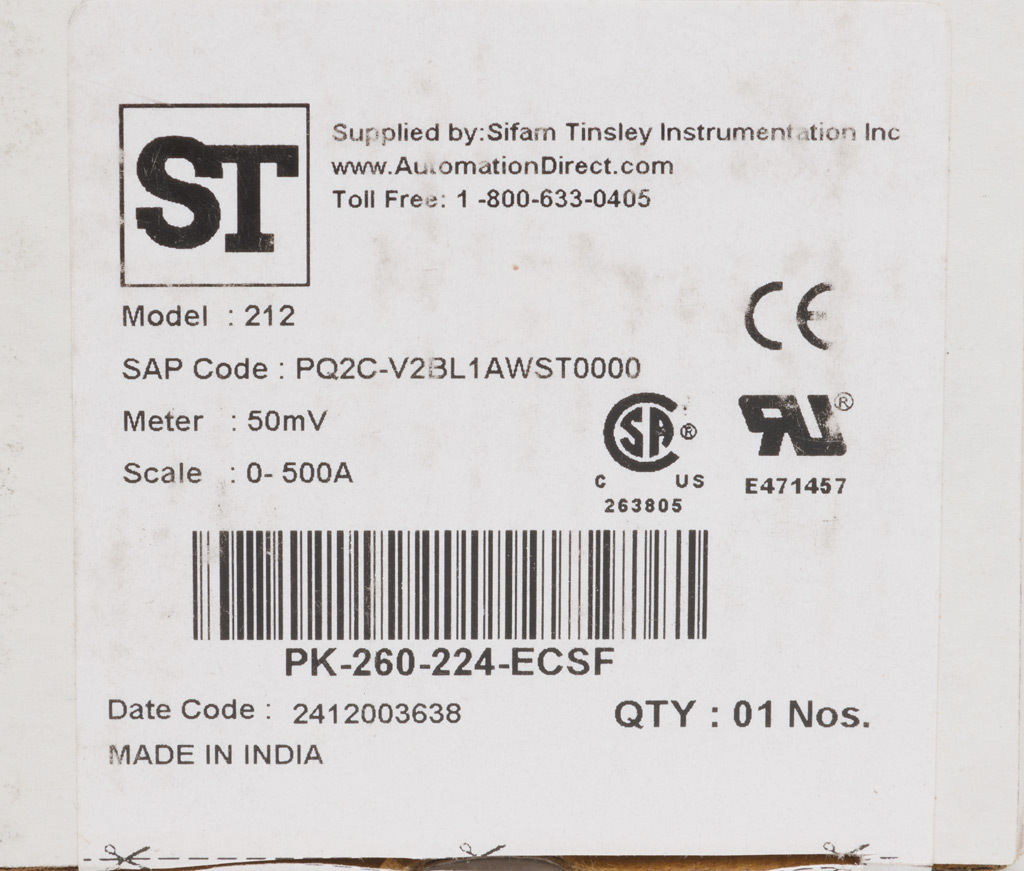 ST
Supplied by:Sifam Tinsley Instrumentation Inc
www.AutomationDirect.com
Toll Free: 1 -800-633-0405
CE
Model : 212
SAP Code : PQ2C-V2BL1AWST0000
Meter : 50mV
Scale : 0- 500A
SA ®
C US
263805
RU ®
E471457
PK-260-224-ECSF
Date Code : 2412003638
QTY : 01 Nos.
MADE IN INDIA